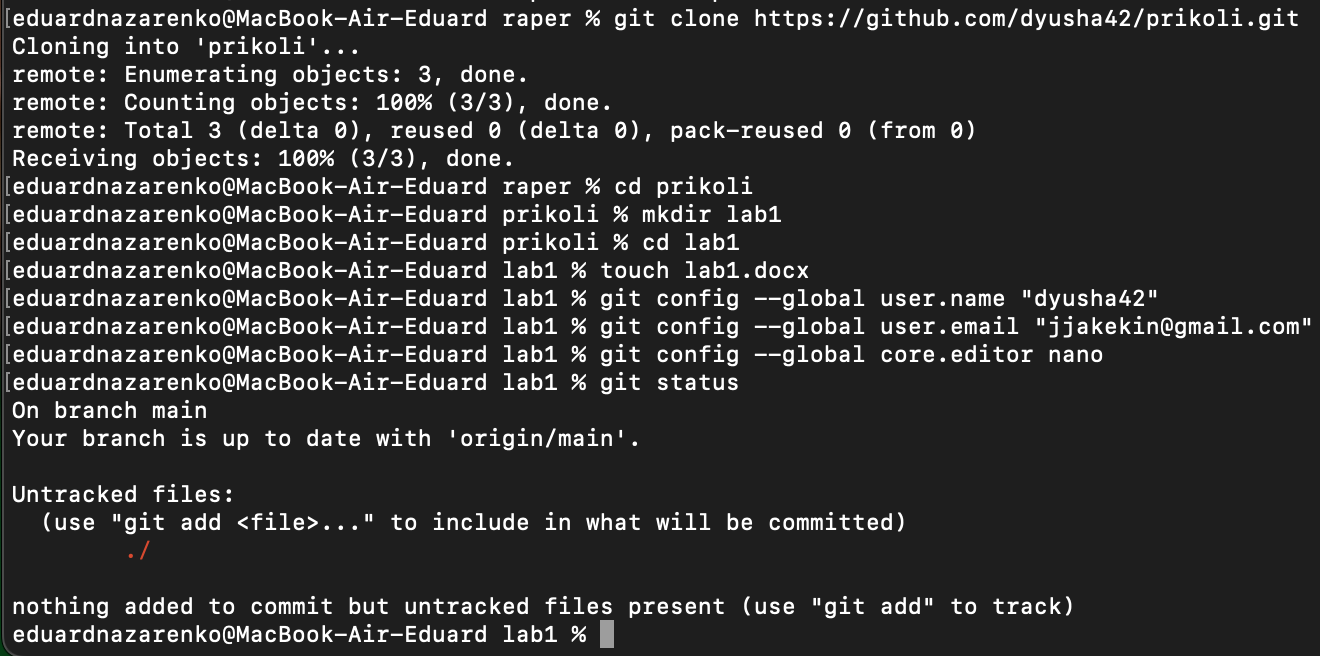 [eduardnazarenko@MacBook-Air-Eduard raper % git clone https://github.com/dyusha42/prikoli.git
Cloning into 'prikoli'...
remote: Enumerating objects: 3, done.
remote: Counting objects: 100% (3/3), done.
remote: Total 3 (delta 0), reused 0 (delta 0), pack-reused 0 (from 0)
Receiving objects: 100% (3/3), done.
[eduardnazarenko@MacBook-Air-Eduard raper % cd prikoli
[eduardnazarenko@MacBook-Air-Eduard prikoli % mkdir lab1
[eduardnazarenko@MacBook-Air-Eduard prikoli % cd lab1
[eduardnazarenko@MacBook-Air-Eduard lab1 % touch lab1.docx
[eduardnazarenko@MacBook-Air-Eduard lab1 % git config --global user.name "dyusha42"
[eduardnazarenko@MacBook-Air-Eduard lab1 % git config --global user.email "jjakekin@gmail.com"
[eduardnazarenko@MacBook-Air-Eduard lab1 % git config --global core.editor nano
[eduardnazarenko@MacBook-Air-Eduard lab1 % git status
On branch main
Your branch is up to date with 'origin/main'.

Untracked files:
  (use "git add <file>..." to include in what will be committed)
        ./

nothing added to commit but untracked files present (use "git add" to track)
eduardnazarenko@MacBook-Air-Eduard lab1 %